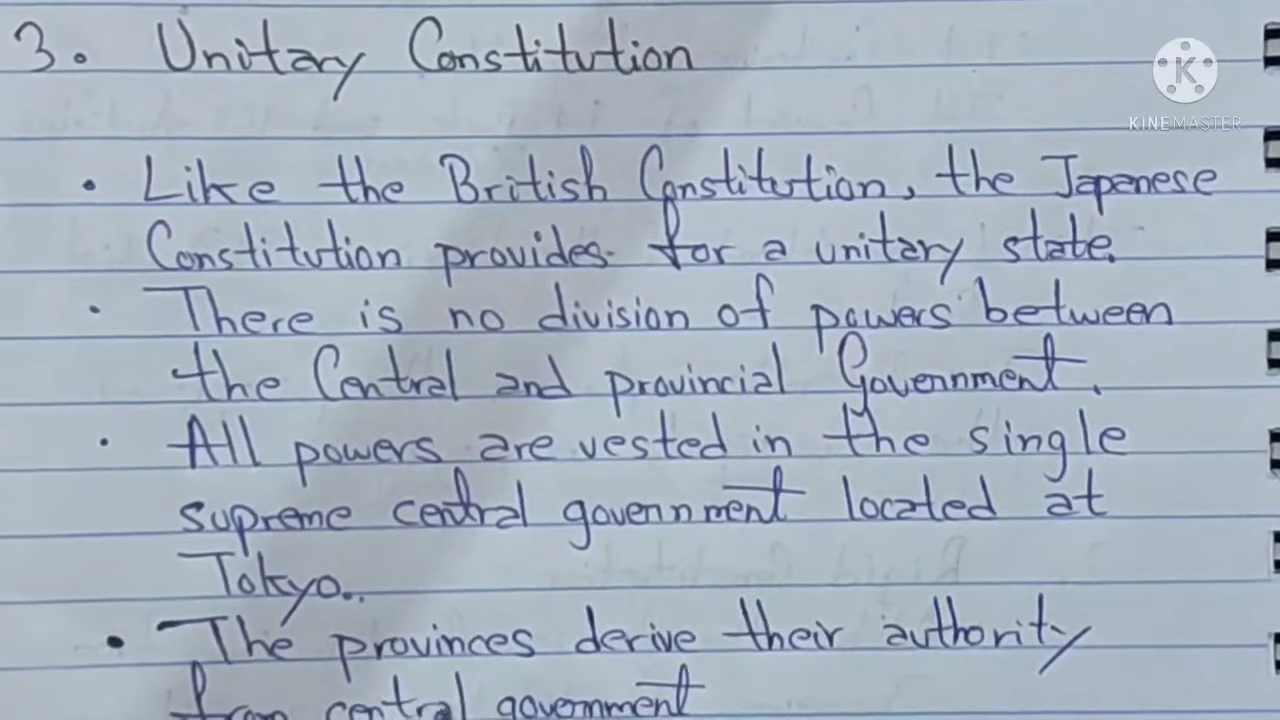 3. Unitary Constitution
KINEMASTER
• Like the British Constitution, the Japanese
Constitution provides for a unitary state.
• There is no division of powers between
the Central and provincial Government.
• All powers are vested in the single
supreme central government located at
Tokyo..
• The provinces derive their authority
from central government